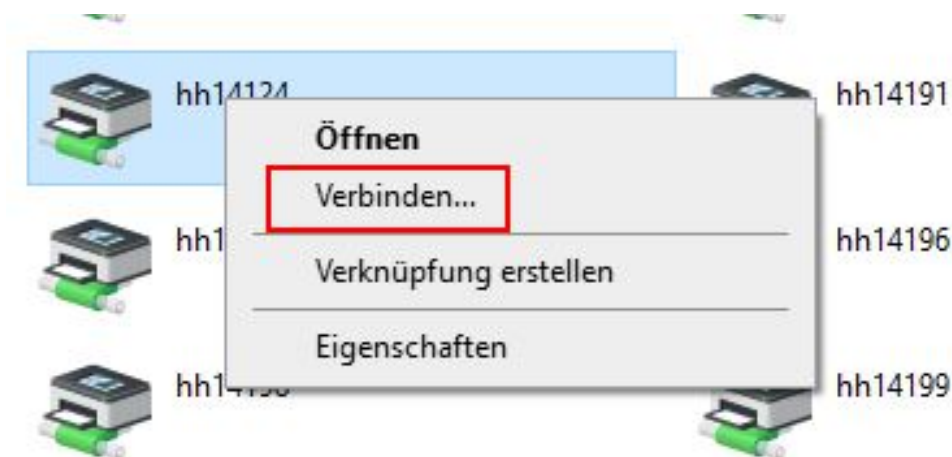 hh14124
hh14191
Öffnen
Verbinden...
hh14196
Verknüpfung erstellen
Eigenschaften
hh14199